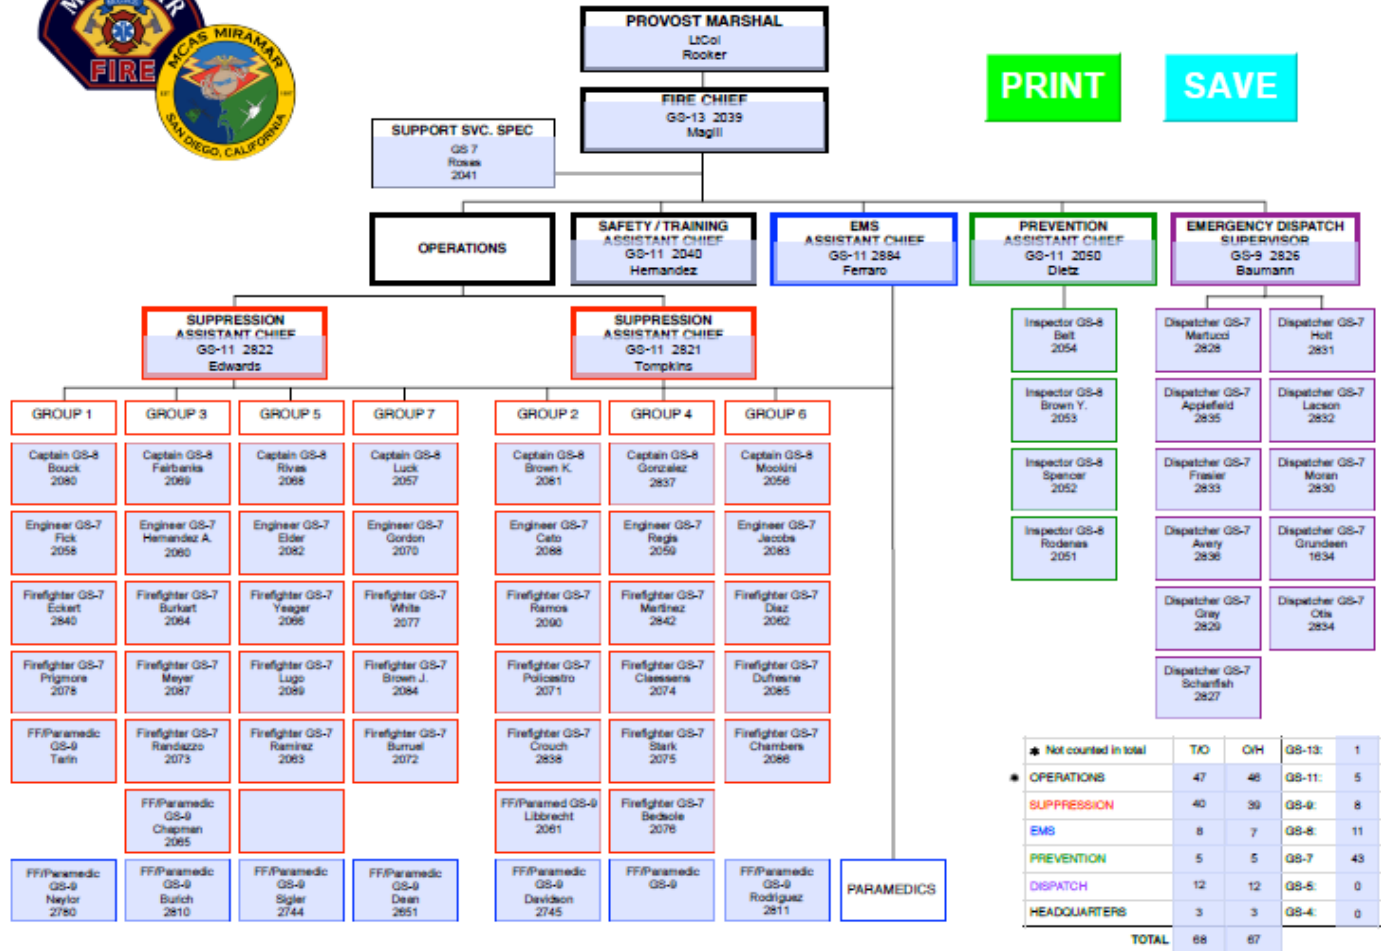 FIRE
MCAS MIRAMAR
SAN DIEGO, CALIFORNIA
PROVOST MARSHAL
LtCol
Rooker
FIRE CHIEF
GS-13 2039
Magill
PRINT
SAVE
SUPPORT SVC. SPEC
GS 7
Rosas
2041
OPERATIONS
SAFETY / TRAINING
ASSISTANT CHIEF
GS-11 2040
Hernandez
EMS
ASSISTANT CHIEF
GS-11 2884
Ferraro
PREVENTION
ASSISTANT CHIEF
GS-11 2050
Dietz
EMERGENCY DISPATCH
SUPERVISOR
GS-9 2826
Baumann
SUPPRESSION
ASSISTANT CHIEF
GS-11 2822
Edwards
SUPPRESSION
ASSISTANT CHIEF
GS-11 2821
Tompkins
GROUP 1
GROUP 3
GROUP 5
GROUP 7
GROUP 2
GROUP 4
GROUP 6
Captain GS-8
Bouck
2080
Captain GS-8
Fairbanks
2069
Captain GS-8
Rivas
2068
Captain GS-8
Luck
2057
Captain GS-8
Brown K.
2081
Captain GS-8
Gonzalez
2837
Captain GS-8
Mookini
2056
Engineer GS-7
Fick
2058
Engineer GS-7
Hernandez A.
2060
Engineer GS-7
Elder
2082
Engineer GS-7
Gordon
2070
Engineer GS-7
Cato
2088
Engineer GS-7
Regis
2059
Engineer GS-7
Jacobs
2083
Firefighter GS-7
Eckert
2840
Firefighter GS-7
Burkart
2064
Firefighter GS-7
Yeager
2066
Firefighter GS-7
White
2077
Firefighter GS-7
Ramos
2090
Firefighter GS-7
Martinez
2842
Firefighter GS-7
Diaz
2062
Firefighter GS-7
Prigmore
2078
Firefighter GS-7
Meyer
2087
Firefighter GS-7
Lugo
2089
Firefighter GS-7
Brown J.
2084
Firefighter GS-7
Policastro
2071
Firefighter GS-7
Claessens
2074
Firefighter GS-7
Dufresne
2085
FF/Paramedic
GS-9
Tarin
Firefighter GS-7
Randazzo
2073
Firefighter GS-7
Ramirez
2063
Firefighter GS-7
Burruel
2072
Firefighter GS-7
Crouch
2838
Firefighter GS-7
Stark
2075
Firefighter GS-7
Chambers
2086
FF/Paramedic
GS-9
Chapman
2065
FF/Paramed GS-9
Libbrecht
2061
Firefighter GS-7
Bedsole
2076
FF/Paramedic
GS-9
Naylor
2780
FF/Paramedic
GS-9
Burich
2810
FF/Paramedic
GS-9
Sigler
2744
FF/Paramedic
GS-9
Dean
2651
FF/Paramedic
GS-9
Davidson
2745
FF/Paramedic
GS-9
FF/Paramedic
GS-9
Rodriguez
2811
PARAMEDICS
Inspector GS-8
Belt
2054
Inspector GS-8
Brown Y.
2053
Inspector GS-8
Spencer
2052
Inspector GS-8
Rodenas
2051
Dispatcher GS-7
Martucci
2828
Dispatcher GS-7
Holt
2831
Dispatcher GS-7
Applefield
2835
Dispatcher GS-7
Lacson
2832
Dispatcher GS-7
Frasier
2833
Dispatcher GS-7
Moran
2830
Dispatcher GS-7
Avery
2836
Dispatcher GS-7
Grundeen
1634
Dispatcher GS-7
Gray
2829
Dispatcher GS-7
Otis
2834
Dispatcher GS-7
Schanfish
2827
* Not counted in total T/O O/H GS-13: 1
* OPERATIONS 47 46 GS-11: 5
SUPPRESSION 40 39 GS-9: 8
EMS 8 7 GS-8: 11
PREVENTION 5 5 GS-7 43
DISPATCH 12 12 GS-5: 0
HEADQUARTERS 3 3 GS-4: 0
TOTAL 68 67